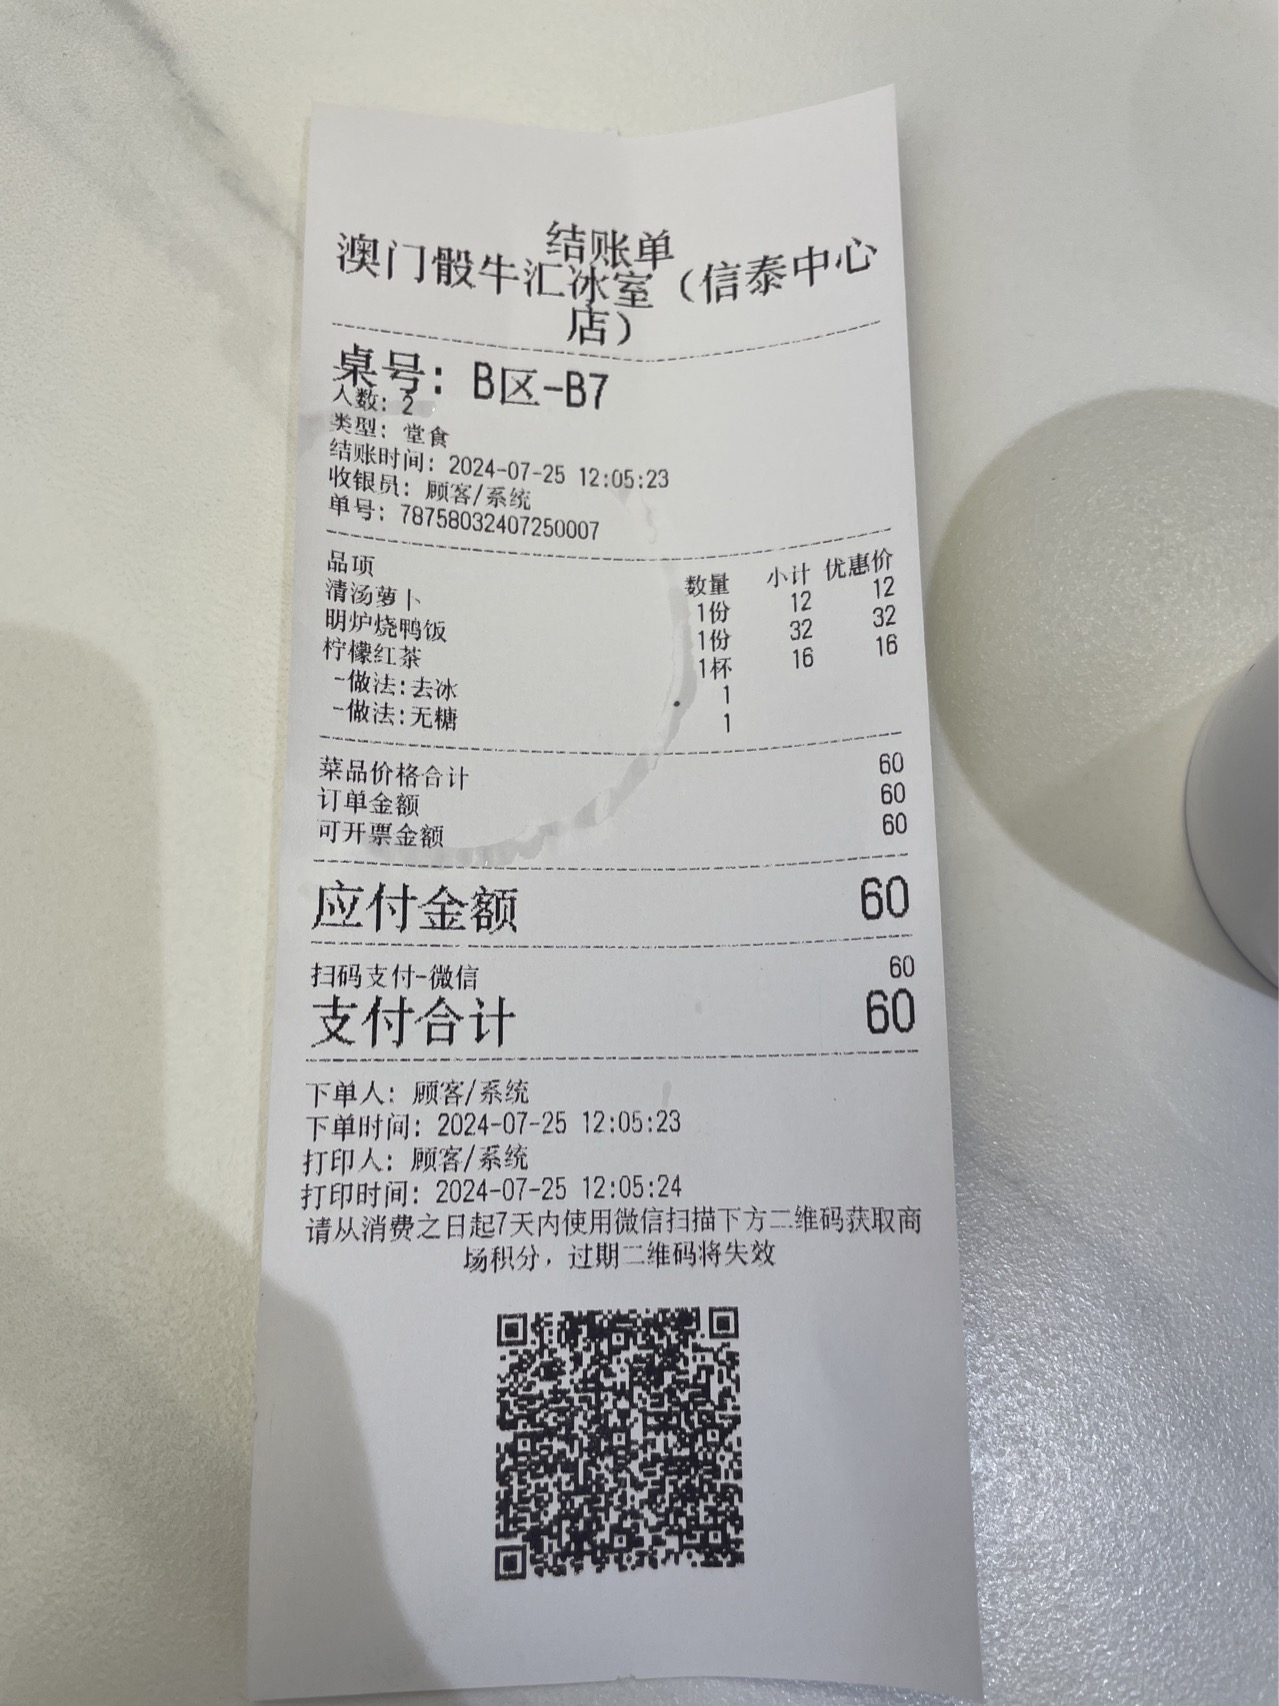 结账单
澳门骰牛汇冰室（信泰中心
店）
桌号: B区-B7
人数: 2
类型: 堂食
结账时间: 2024-07-25 12:05:23
收银员: 顾客/系统
单号: 78758032407250007
品项 数量 小计 优惠价
清汤萝卜 1份 12 12
明炉烧鸭饭 1份 32 32
柠檬红茶 1杯 16 16
-做法:去冰 1
-做法:无糖 1
菜品价格合计 60
订单金额 60
可开票金额 60
应付金额 60
扫码支付-微信 60
支付合计 60
下单人: 顾客/系统
下单时间: 2024-07-25 12:05:23
打印人: 顾客/系统
打印时间: 2024-07-25 12:05:24
请从消费之日起7天内使用微信扫描下方二维码获取商
场积分，过期二维码将失效